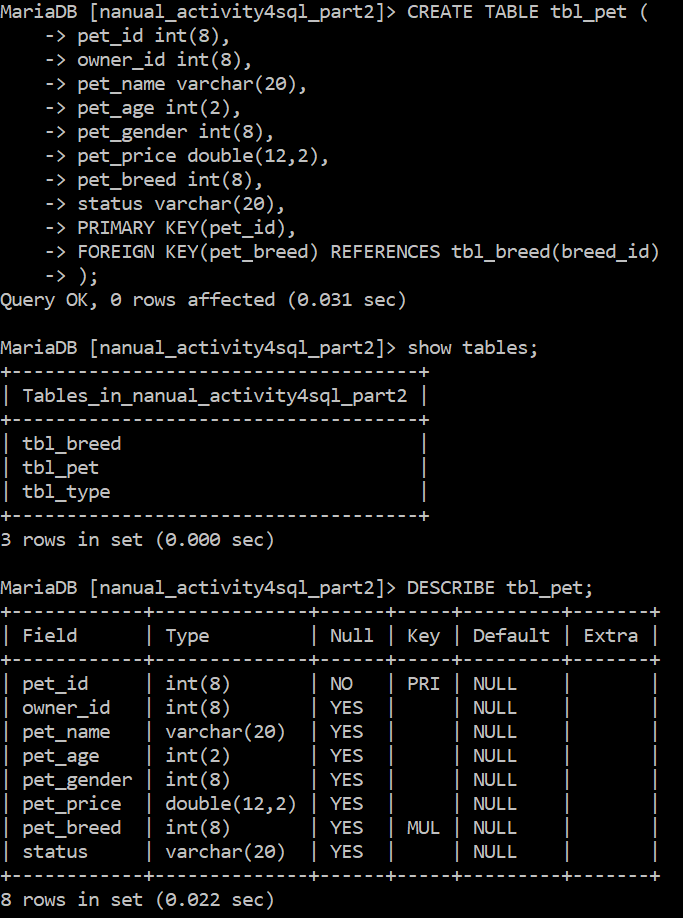 MariaDB [nanual_activity4sql_part2]> CREATE TABLE tbl_pet (
    -> pet_id int(8),
    -> owner_id int(8),
    -> pet_name varchar(20),
    -> pet_age int(2),
    -> pet_gender int(8),
    -> pet_price double(12,2),
    -> pet_breed int(8),
    -> status varchar(20),
    -> PRIMARY KEY(pet_id),
    -> FOREIGN KEY(pet_breed) REFERENCES tbl_breed(breed_id)
    -> );
Query OK, 0 rows affected (0.031 sec)

MariaDB [nanual_activity4sql_part2]> show tables;
+-------------------------------------+
| Tables_in_nanual_activity4sql_part2 |
+-------------------------------------+
| tbl_breed                           |
| tbl_pet                             |
| tbl_type                            |
+-------------------------------------+
3 rows in set (0.000 sec)

MariaDB [nanual_activity4sql_part2]> DESCRIBE tbl_pet;
+------------+--------------+------+-----+---------+-------+
| Field      | Type         | Null | Key | Default | Extra |
+------------+--------------+------+-----+---------+-------+
| pet_id     | int(8)       | NO   | PRI | NULL    |       |
| owner_id   | int(8)       | YES  |     | NULL    |       |
| pet_name   | varchar(20)  | YES  |     | NULL    |       |
| pet_age    | int(2)       | YES  |     | NULL    |       |
| pet_gender | int(8)       | YES  |     | NULL    |       |
| pet_price  | double(12,2) | YES  |     | NULL    |       |
| pet_breed  | int(8)       | YES  | MUL | NULL    |       |
| status     | varchar(20)  | YES  |     | NULL    |       |
+------------+--------------+------+-----+---------+-------+
8 rows in set (0.022 sec)